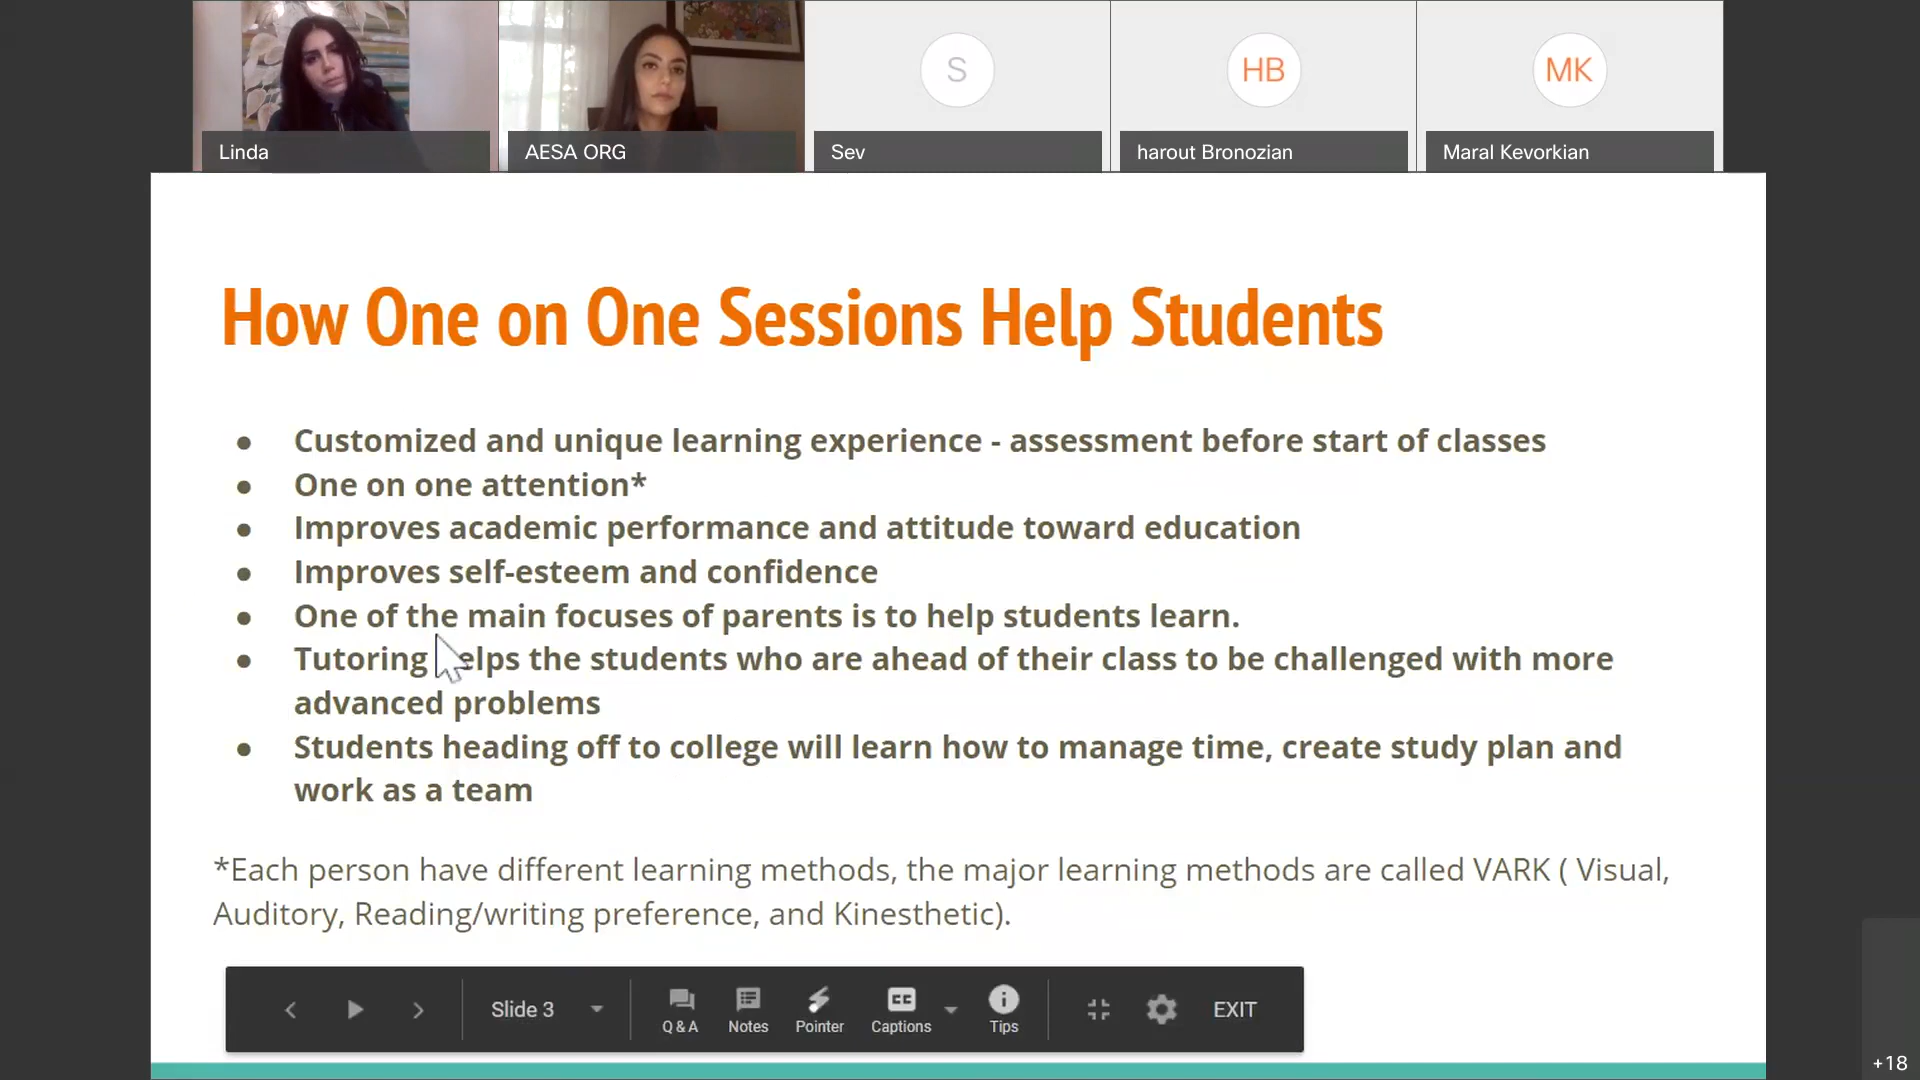 Linda
AESA ORG
S
Sev
HB
harout Bronozian
MK
Maral Kevorkian
How One on One Sessions Help Students
● Customized and unique learning experience - assessment before start of classes
● One on one attention*
● Improves academic performance and attitude toward education
● Improves self-esteem and confidence
● One of the main focuses of parents is to help students learn.
● Tutoring helps the students who are ahead of their class to be challenged with more
advanced problems
● Students heading off to college will learn how to manage time, create study plan and
work as a team
*Each person have different learning methods, the major learning methods are called VARK ( Visual,
Auditory, Reading/writing preference, and Kinesthetic).
Slide 3
Q & A
Notes
Pointer
CC
Captions
Tips
EXIT
+18